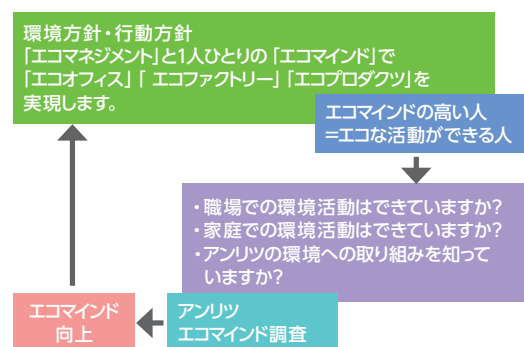 環境方針・行動方針
「エコマネジメント」と1人ひとりの「エコマインド」で
「エコオフィス」「エコファクトリー」「エコプロダクツ」を
実現します。
エコマインドの高い人
=エコな活動ができる人
・職場での環境活動はできていますか?
・家庭での環境活動はできていますか?
・アンリツの環境への取り組みを知って
いますか?
アンリツ
エコマインド調査
エコマインド
向上